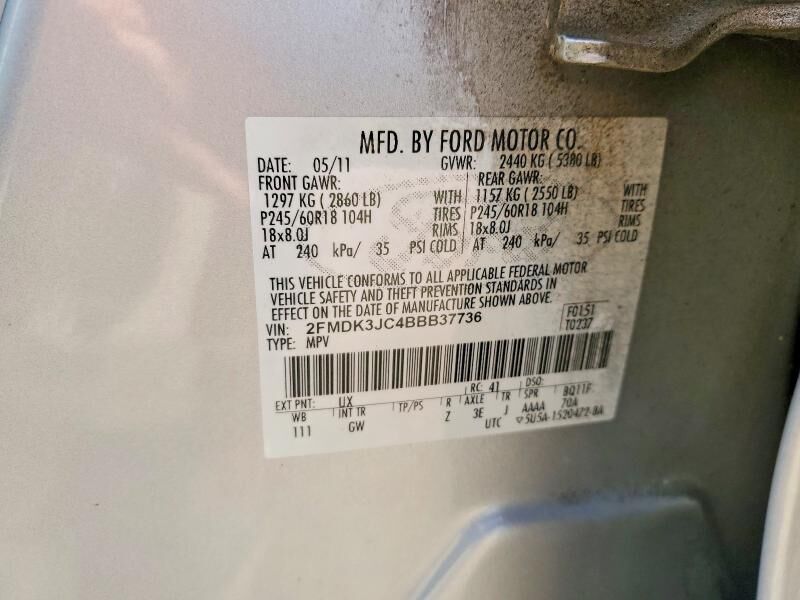 MFD. BY FORD MOTOR CO.
DATE: 05/11 GVWR: 2440 KG ( 5380 LB)
FRONT GAWR: REAR GAWR:
1297 KG ( 2860 LB) WITH 1157 KG ( 2550 LB) WITH
P245/60R18 104H TIRES P245/60R18 104H TIRES
18x8.0J RIMS 18x8.0J RIMS
AT 240 kPa/ 35 PSI COLD AT 240 kPa/ 35 PSI COLD
THIS VEHICLE CONFORMS TO ALL APPLICABLE FEDERAL MOTOR
VEHICLE SAFETY AND THEFT PREVENTION STANDARDS IN
EFFECT ON THE DATE OF MANUFACTURE SHOWN ABOVE.
VIN: 2FMDK3JC4BBB37736 F0151
TYPE: MPV T0237
EXT PNT: UX RC: 41 DSO: BQ11F
WB INT TR TP/PS R AXLE TR SPR
111 GW Z 3E J AAAA 70A
UTC ▽5U5A-1520472-BA